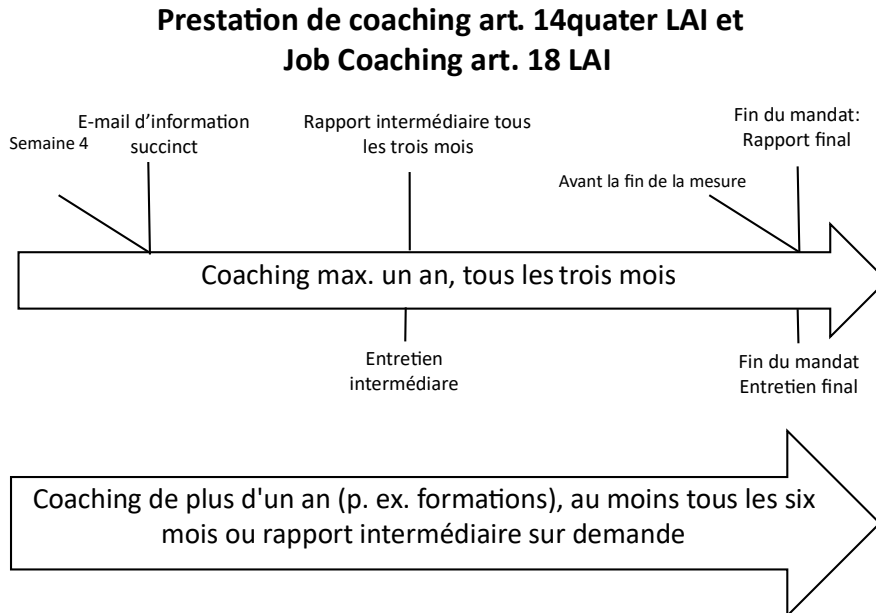 Prestation de coaching art. 14quater LAI et
Job Coaching art. 18 LAI
Semaine 4
E-mail d'information
succinct
Rapport intermédiaire tous
les trois mois
Avant la fin de la mesure
Fin du mandat:
Rapport final
Coaching max. un an, tous les trois mois
Entretien
intermédiare
Fin du mandat
Entretien final
Coaching de plus d'un an (p. ex. formations), au moins tous les six
mois ou rapport intermédiaire sur demande